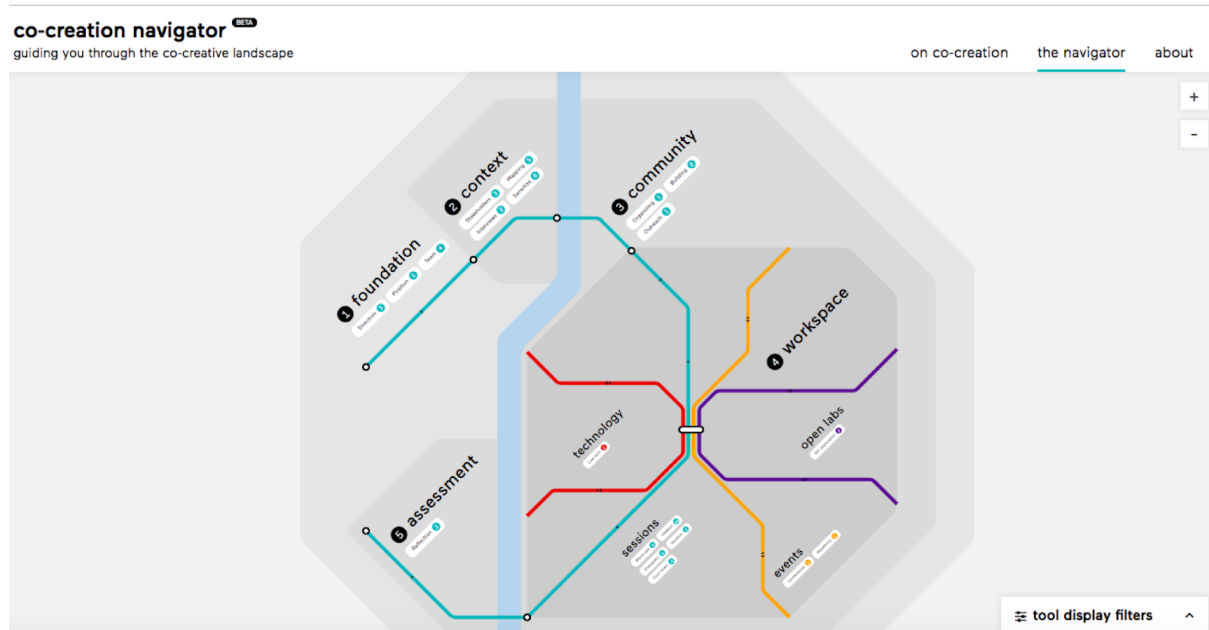 co-creation navigator BETA
guiding you through the co-creative landscape
on co-creation
the navigator
about
+
-
1 foundation
Direction
Position
Team
2 context
Stakeholders
Mapping
Interviews
Sensitize
3 community
Organizing
Building
Outreach
4 workspace
technology
open labs
sessions
events
Conference
5 assessment
Reflection
tool display filters